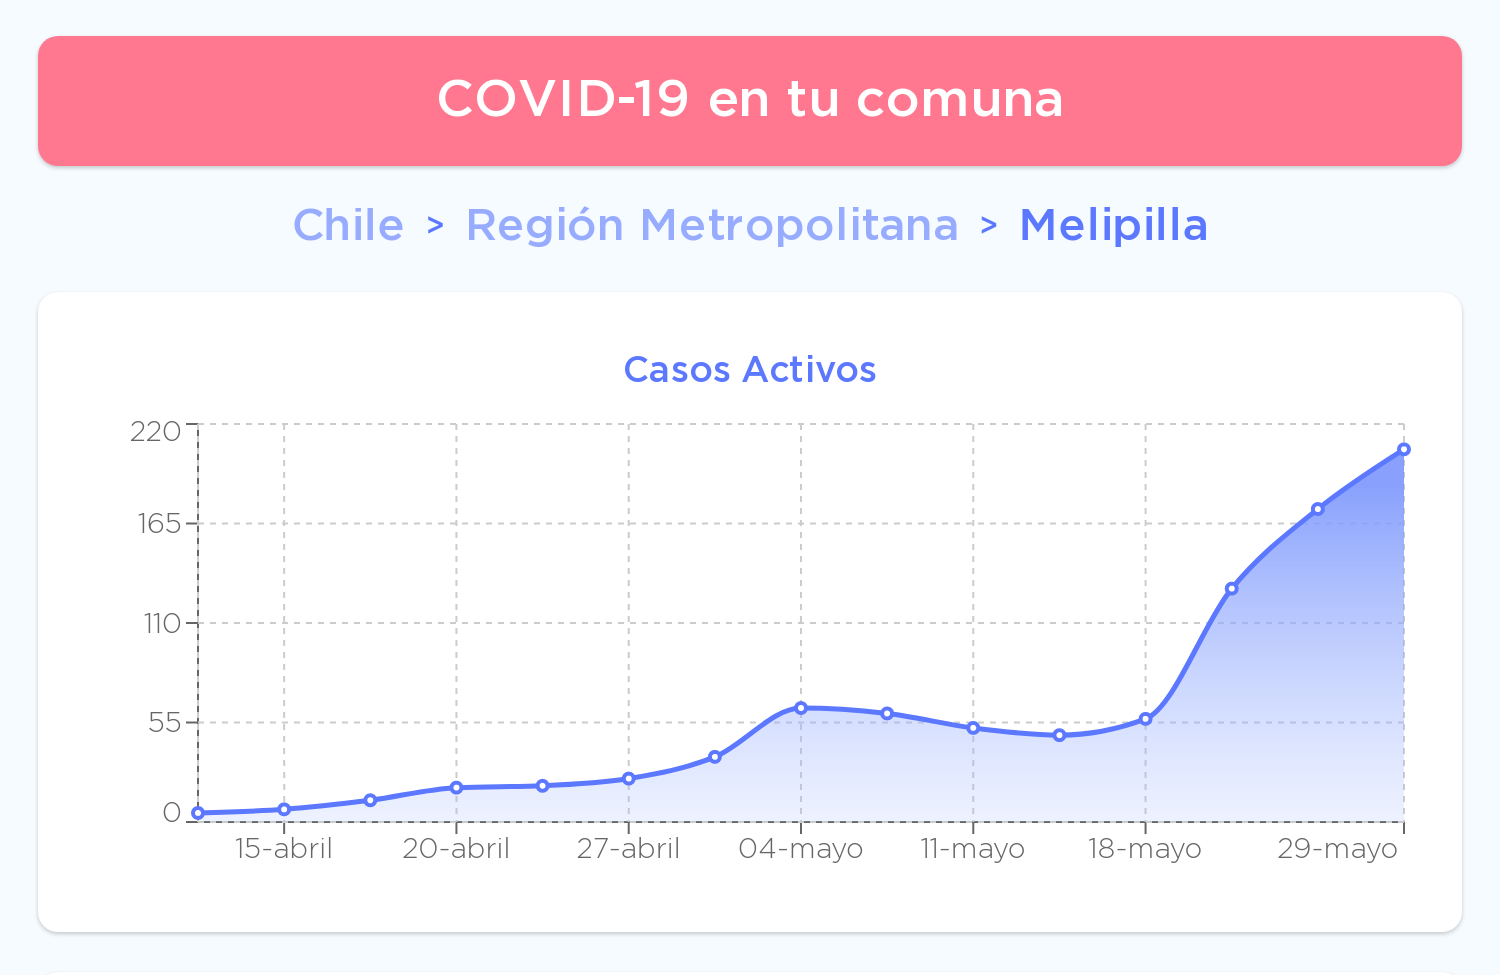 COVID-19 en tu comuna
Chile > Región Metropolitana > Melipilla
Casos Activos
220
165
110
55
0
15-abril 20-abril 27-abril 04-mayo 11-mayo 18-mayo 29-mayo